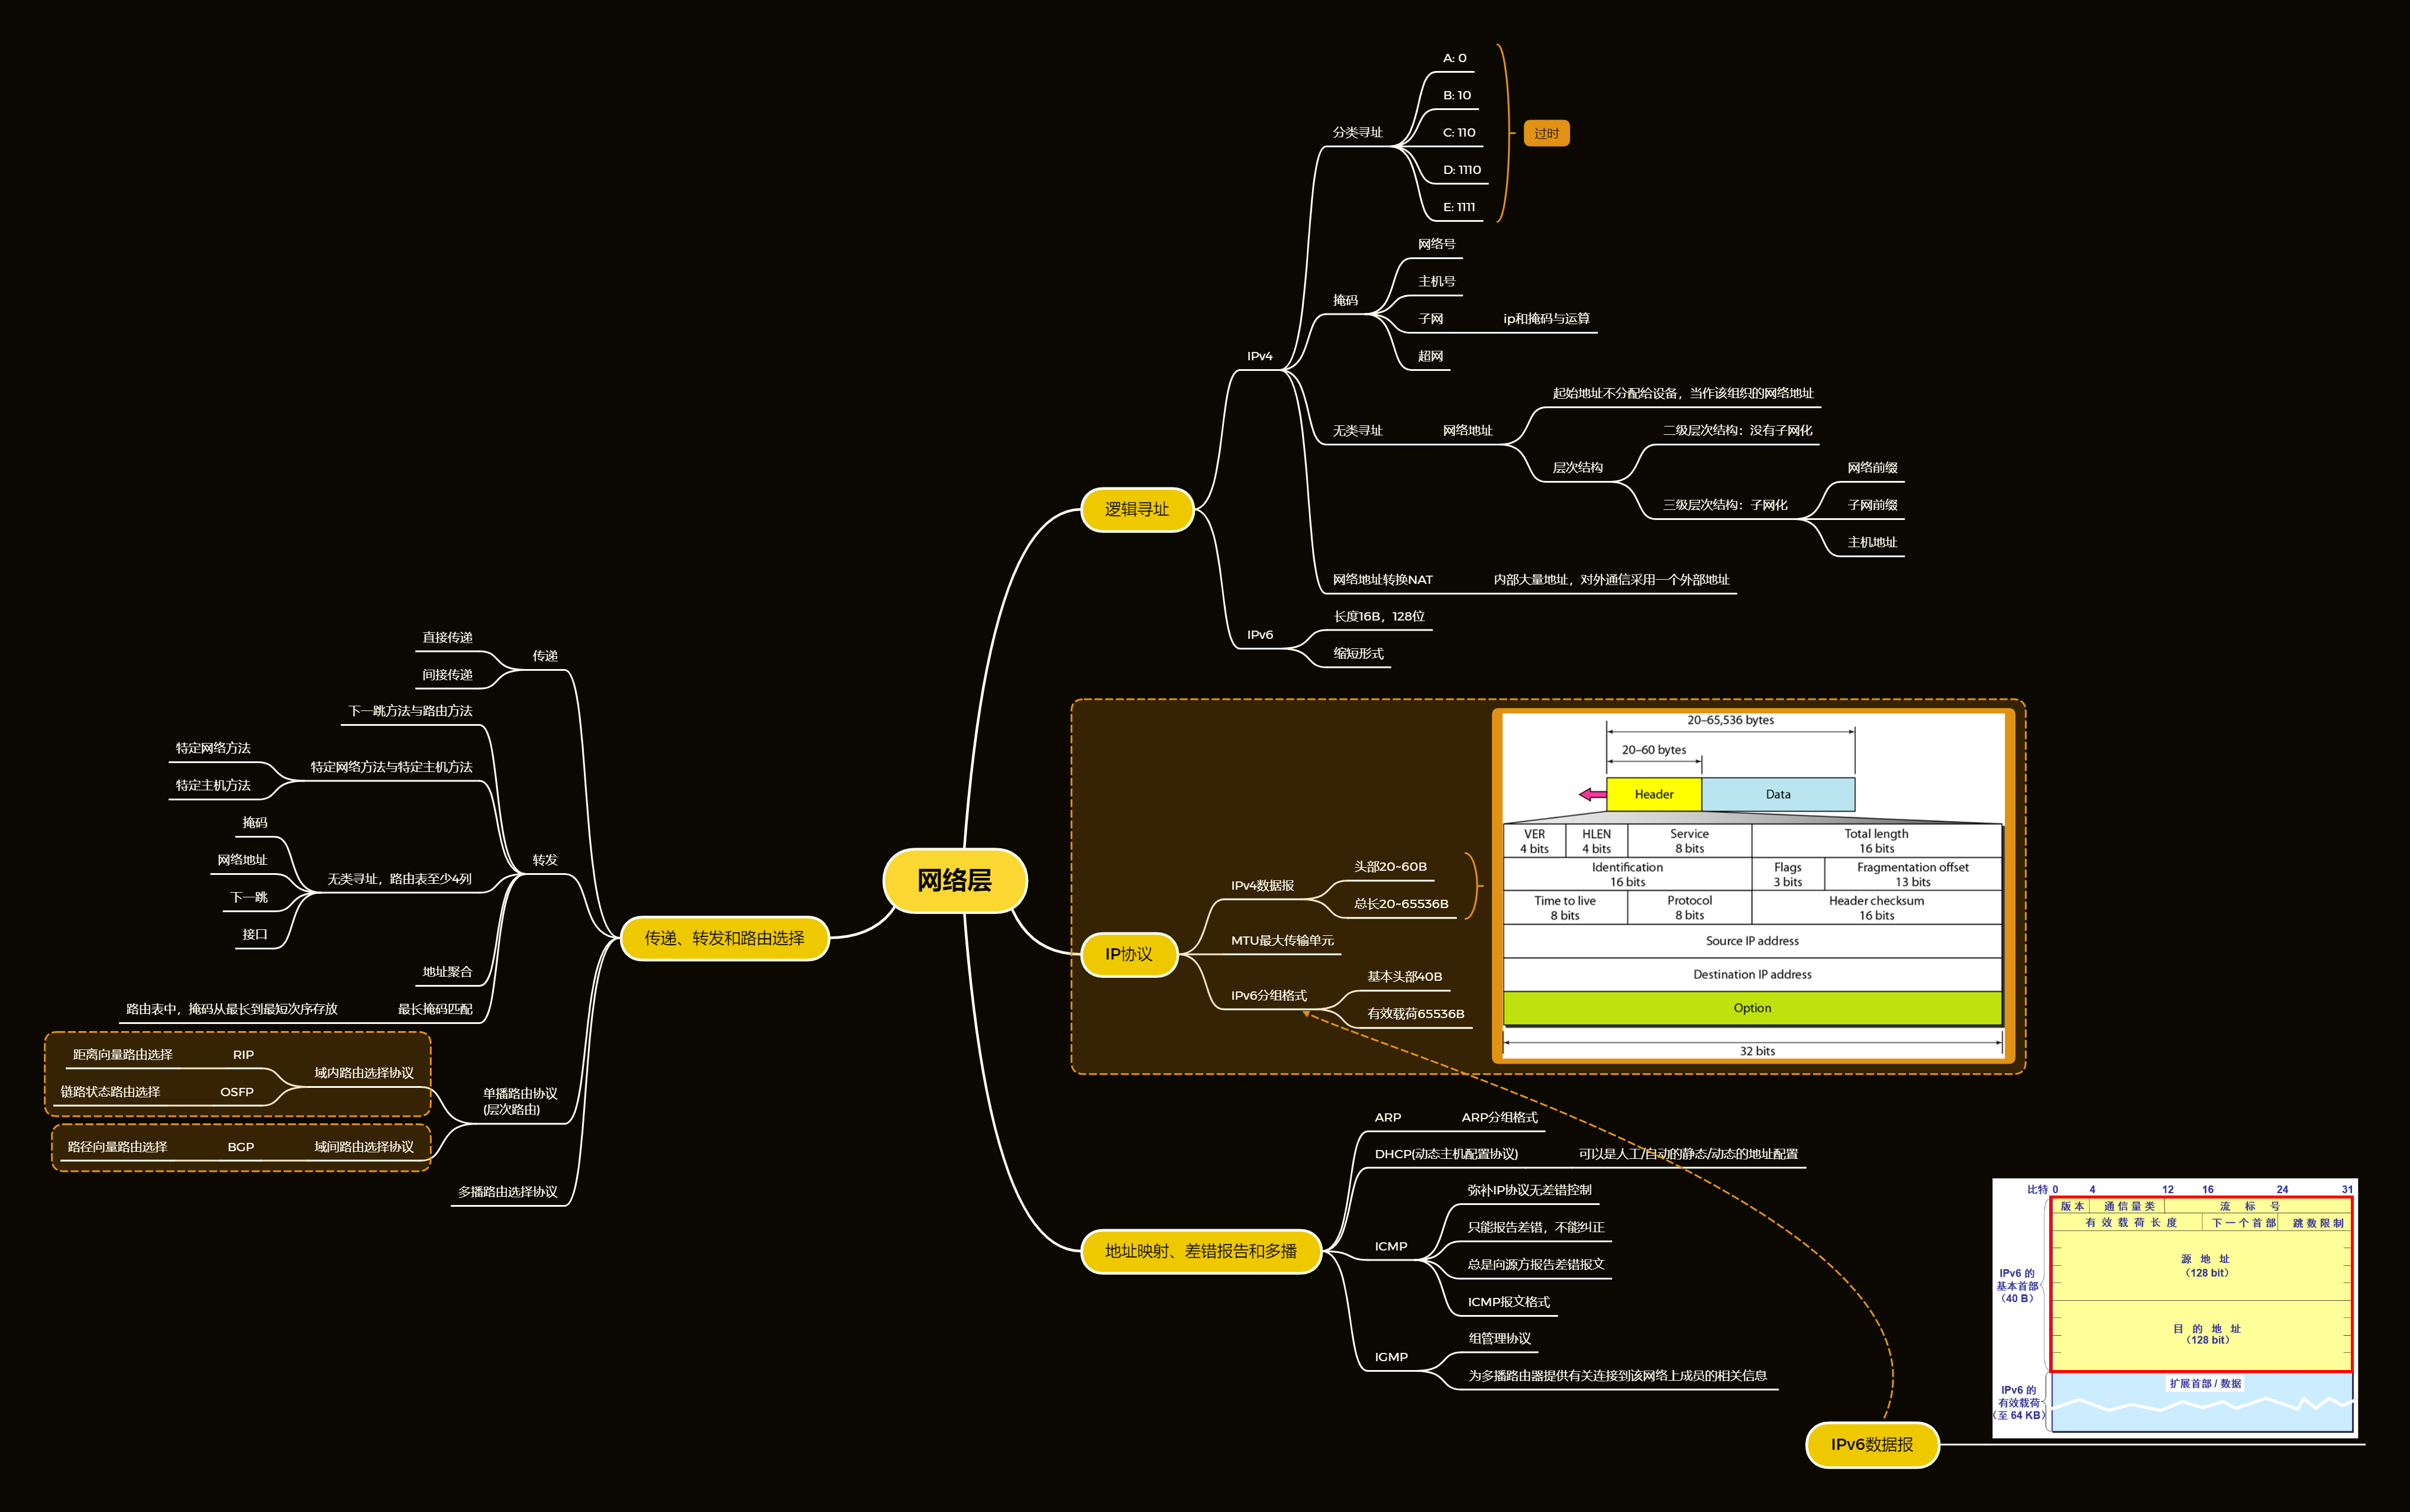 网络层
逻辑寻址
IPv4
分类寻址
A: 0
B: 10
C: 110
D: 1110
E: 1111
过时
掩码
网络号
主机号
子网
ip和掩码与运算
超网
无类寻址
网络地址
起始地址不分配给设备，当作该组织的网络地址
层次结构
二级层次结构：没有子网化
三级层次结构：子网化
网络前缀
子网前缀
主机地址
网络地址转换NAT
内部大量地址，对外通信采用一个外部地址
IPv6
长度16B，128位
缩短形式
IP协议
IPv4数据报
头部20~60B
总长20~65536B
20–65,536 bytes
20–60 bytes
Header
Data
VER
4 bits
HLEN
4 bits
Service
8 bits
Total length
16 bits
Identification
16 bits
Flags
3 bits
Fragmentation offset
13 bits
Time to live
8 bits
Protocol
8 bits
Header checksum
16 bits
Source IP address
Destination IP address
Option
32 bits
MTU最大传输单元
IPv6分组格式
基本头部40B
有效载荷65536B
地址映射、差错报告和多播
ARP
ARP分组格式
DHCP(动态主机配置协议)
可以是人工/自动的静态/动态的地址配置
ICMP
弥补IP协议无差错控制
只能报告差错，不能纠正
总是向源方报告差错报文
ICMP报文格式
IGMP
组管理协议
为多播路由器提供有关连接到该网络上成员的相关信息
传递、转发和路由选择
传递
直接传递
间接传递
转发
下一跳方法与路由方法
特定网络方法与特定主机方法
特定网络方法
特定主机方法
无类寻址，路由表至少4列
掩码
网络地址
下一跳
接口
地址聚合
最长掩码匹配
路由表中，掩码从最长到最短次序存放
单播路由协议
(层次路由)
域内路由选择协议
RIP
距离向量路由选择
OSFP
链路状态路由选择
域间路由选择协议
BGP
路径向量路由选择
多播路由选择协议
IPv6数据报
比特 0 4 12 16 24 31
版本 通信量类 流 标 号
有 效 载 荷 长 度 下一个首部 跳数限制
源 地 址
（128 bit）
目 的 地 址
（128 bit）
IPv6 的
基本首部
（40 B）
扩展首部 / 数据
IPv6 的
有效载荷
（至 64 KB）